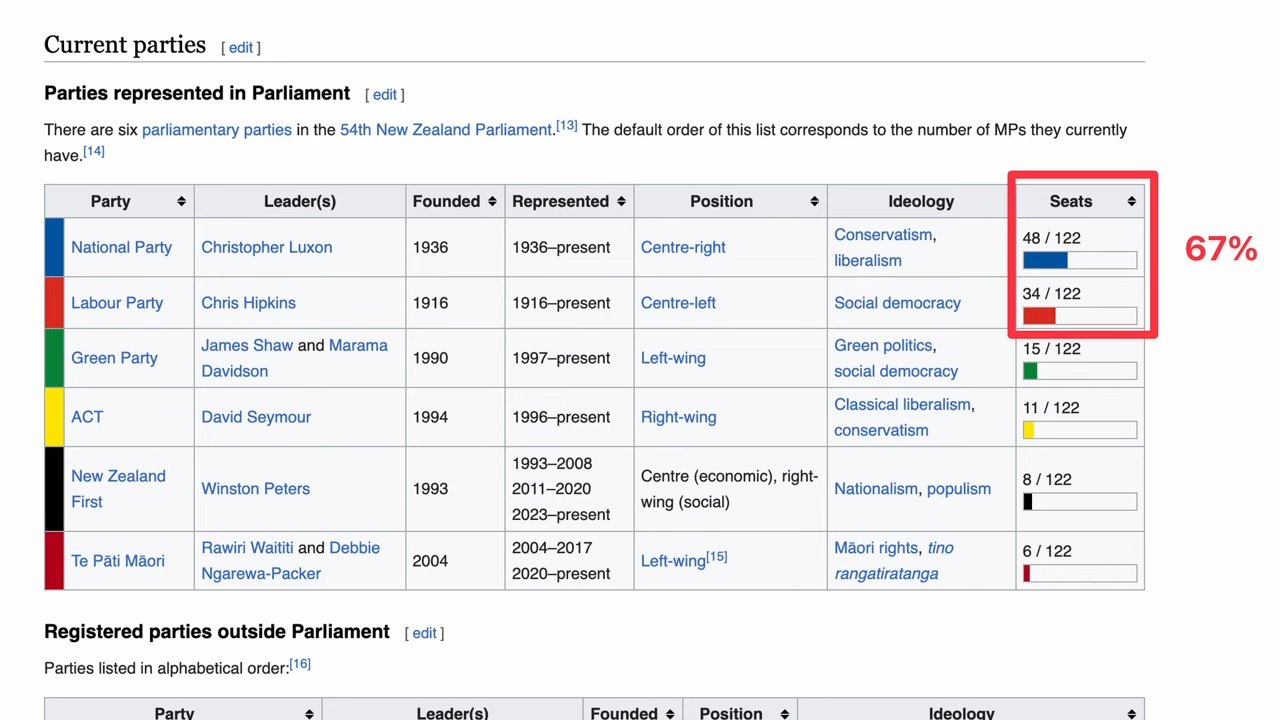 Current parties [ edit ]
Parties represented in Parliament [ edit ]
There are six parliamentary parties in the 54th New Zealand Parliament.[13] The default order of this list corresponds to the number of MPs they currently
have.[14]
Party Leader(s) Founded Represented Position Ideology Seats
National Party Christopher Luxon 1936 1936–present Centre-right Conservatism, liberalism 48 / 122
67%
Labour Party Chris Hipkins 1916 1916–present Centre-left Social democracy 34 / 122
Green Party James Shaw and Marama Davidson 1990 1997–present Left-wing Green politics, social democracy 15 / 122
ACT David Seymour 1994 1996–present Right-wing Classical liberalism, conservatism 11 / 122
New Zealand First Winston Peters 1993 1993–2008 2011–2020 2023–present Centre (economic), right-wing (social) Nationalism, populism 8 / 122
Te Pāti Māori Rawiri Waititi and Debbie Ngarewa-Packer 2004 2004–2017 2020–present Left-wing[15] Māori rights, tino rangatiratanga 6 / 122
Registered parties outside Parliament [ edit ]
Parties listed in alphabetical order:[16]
Party Leader(s) Founded Position Ideology